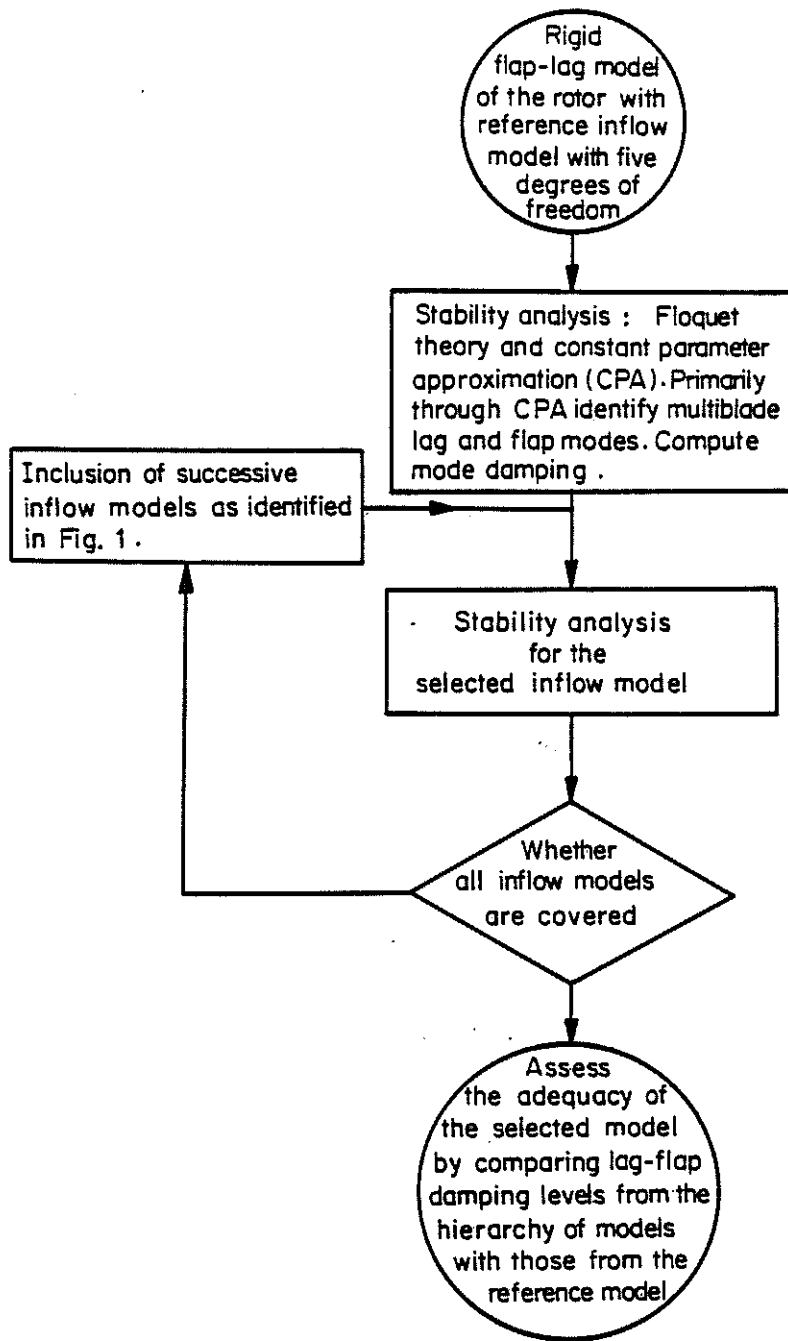 Rigid
flap-lag model
of the rotor with
reference inflow
model with five
degrees of
freedom
Stability analysis : Floquet
theory and constant parameter
approximation (CPA). Primarily
through CPA identify multiblade
lag and flap modes. Compute
mode damping .
Inclusion of successive
inflow models as identified
in Fig. 1 .
Stability analysis
for the
selected inflow model
Whether
all inflow models
are covered
Assess
the adequacy of
the selected model
by comparing lag-flap
damping levels from the
hierarchy of models
with those from the
reference model